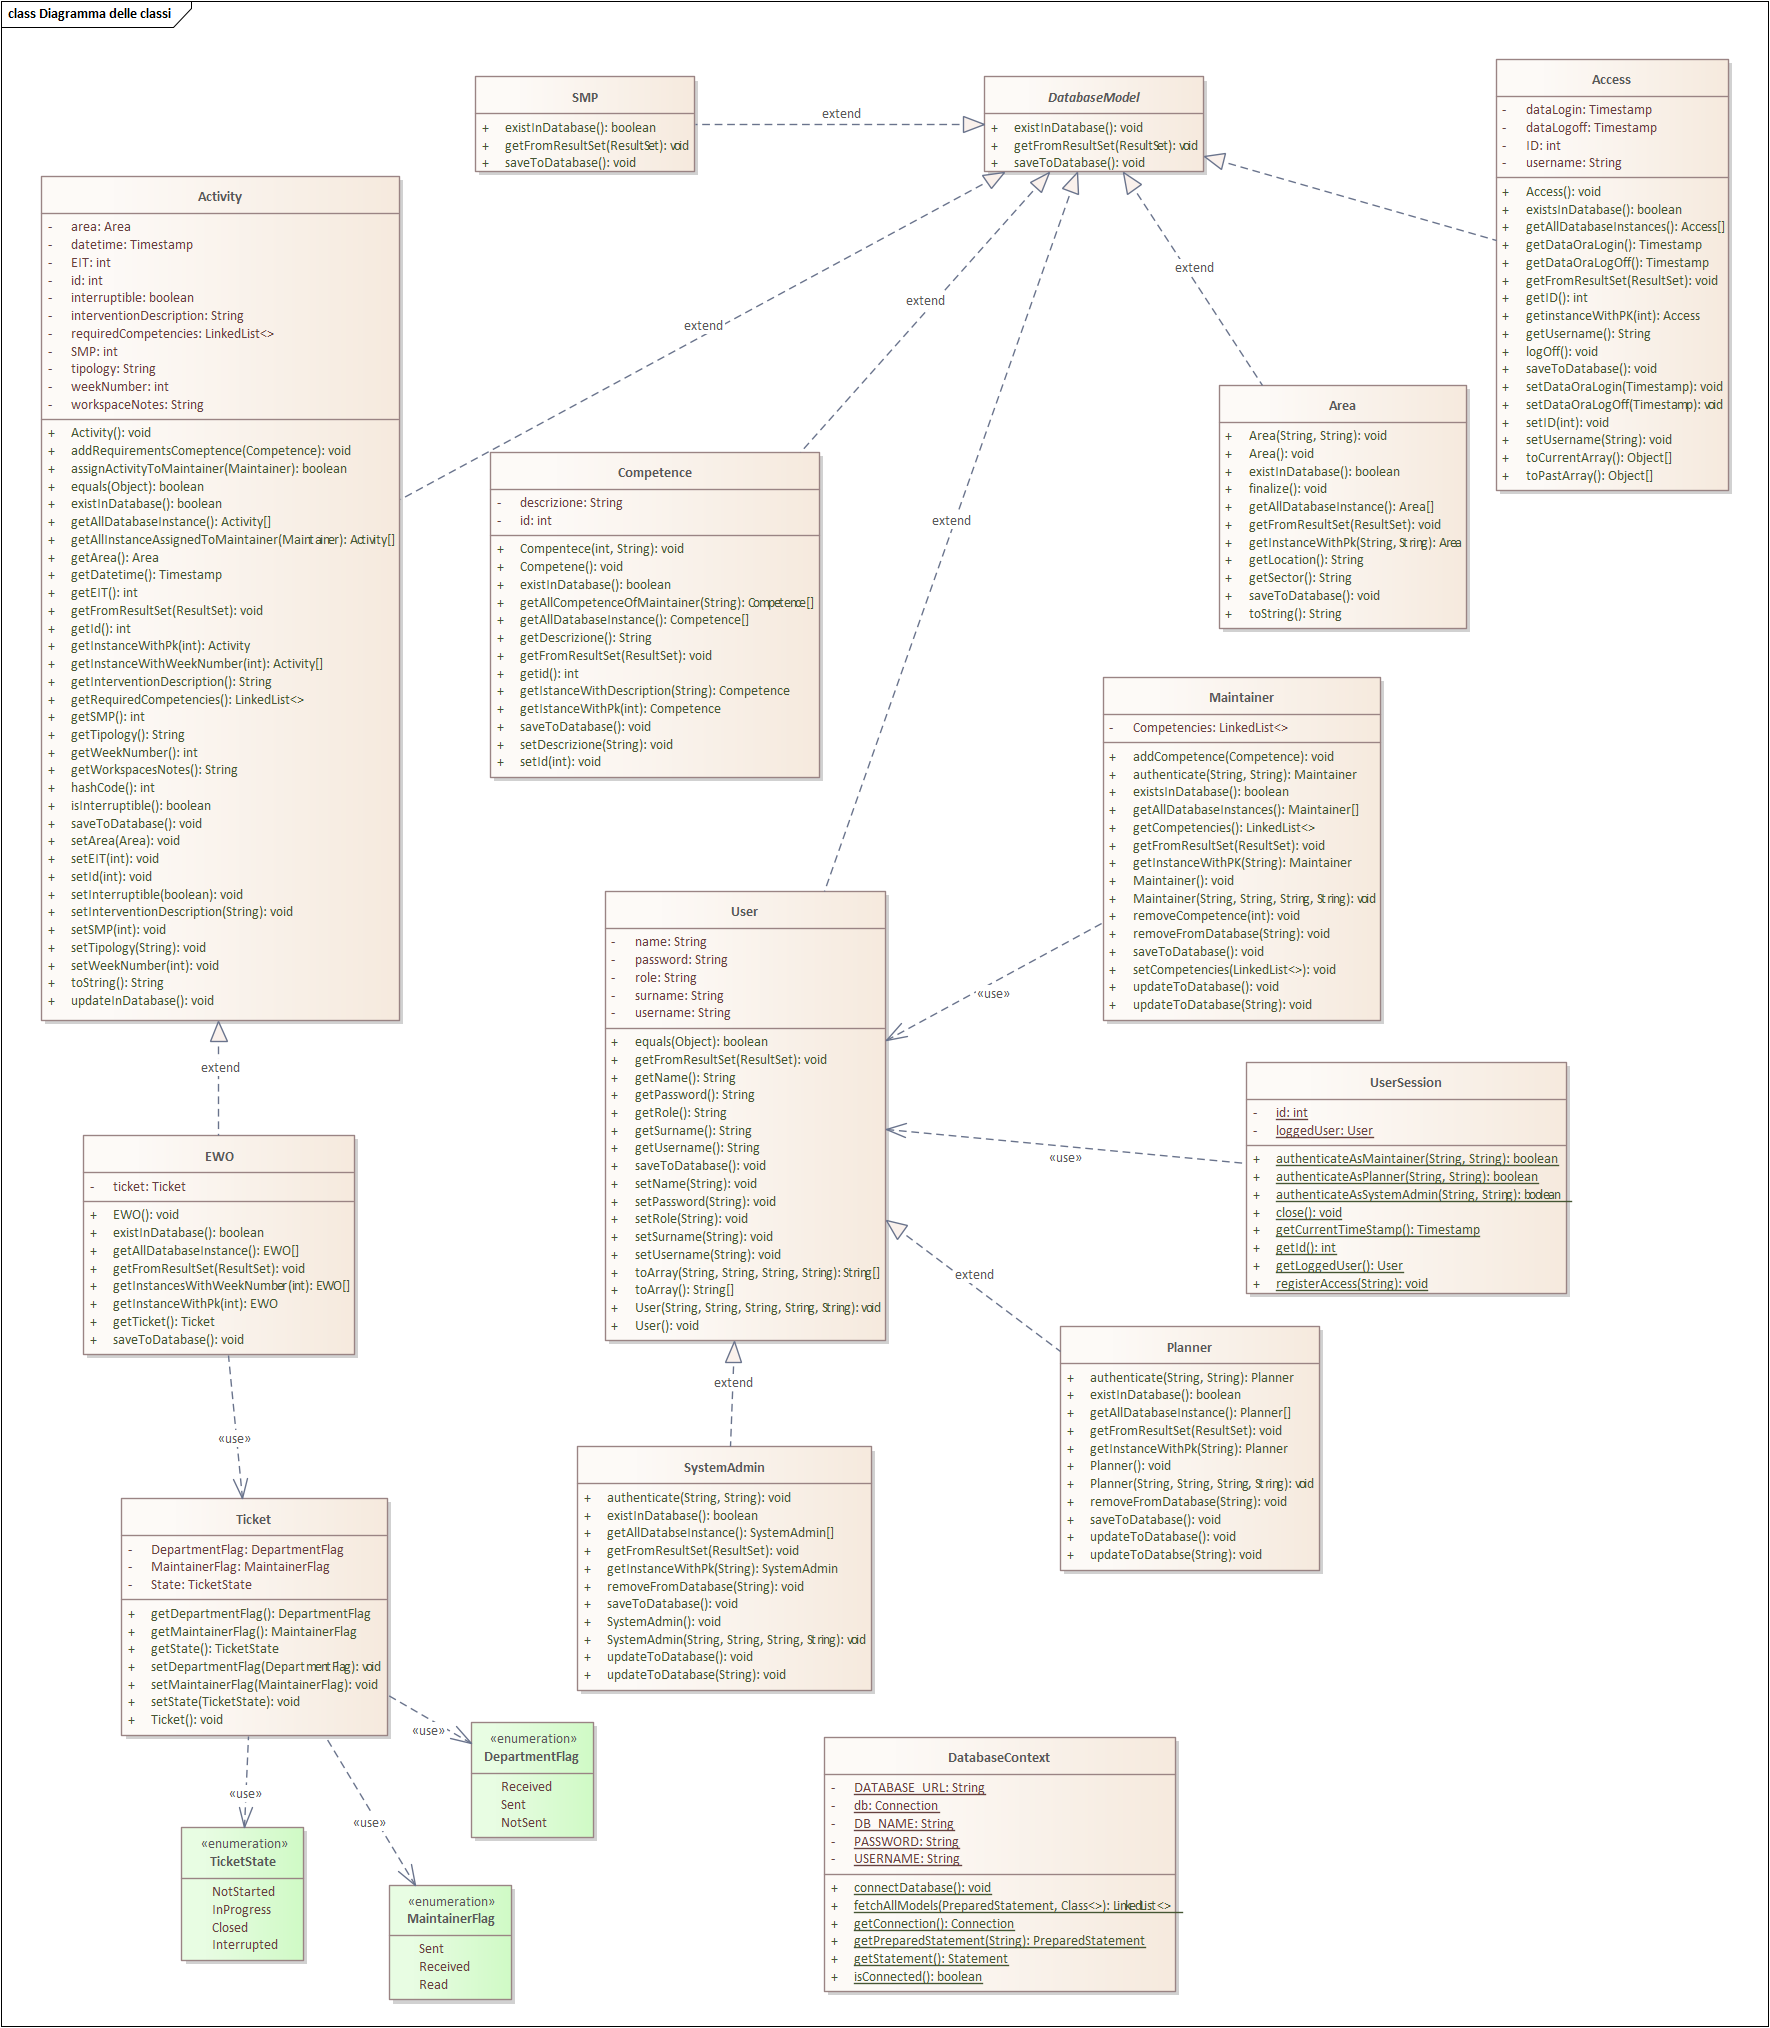 class Diagramma delle classi
SMP
+ existInDatabase(): boolean
+ getFromResultSet(ResultSet): void
+ saveToDatabase(): void
extend
DatabaseModel
+ existInDatabase(): void
+ getFromResultSet(ResultSet): void
+ saveToDatabase(): void
Access
- dataLogin: Timestamp
- dataLogoff: Timestamp
- ID: int
- username: String
+ Access(): void
+ existsInDatabase(): boolean
+ getAllDatabaseInstances(): Access[]
+ getDataOraLogin(): Timestamp
+ getDataOraLogOff(): Timestamp
+ getFromResultSet(ResultSet): void
+ getID(): int
+ getinstanceWithPK(int): Access
+ getUsername(): String
+ logOff(): void
+ saveToDatabase(): void
+ setDataOraLogin(Timestamp): void
+ setDataOraLogOff(Timestamp): void
+ setID(int): void
+ setUsername(String): void
+ toCurrentArray(): Object[]
+ toPastArray(): Object[]
Activity
- area: Area
- datetime: Timestamp
- EIT: int
- id: int
- interruptible: boolean
- interventionDescription: String
- requiredCompetencies: LinkedList<>
- SMP: int
- tipology: String
- weekNumber: int
- workspaceNotes: String
+ Activity(): void
+ addRequirementsComeptence(Competence): void
+ assignActivityToMaintainer(Maintainer): boolean
+ equals(Object): boolean
+ existInDatabase(): boolean
+ getAllDatabaseInstance(): Activity[]
+ getAllInstanceAssignedToMaintainer(Maintainer): Activity[]
+ getArea(): Area
+ getDatetime(): Timestamp
+ getEIT(): int
+ getFromResultSet(ResultSet): void
+ getId(): int
+ getInstanceWithPk(int): Activity
+ getInstanceWithWeekNumber(int): Activity[]
+ getInterventionDescription(): String
+ getRequiredCompetencies(): LinkedList<>
+ getSMP(): int
+ getTipology(): String
+ getWeekNumber(): int
+ getWorkspacesNotes(): String
+ hashCode(): int
+ isInterruptible(): boolean
+ saveToDatabase(): void
+ setArea(Area): void
+ setEIT(int): void
+ setId(int): void
+ setInterruptible(boolean): void
+ setInterventionDescription(String): void
+ setSMP(int): void
+ setTipology(String): void
+ setWeekNumber(int): void
+ toString(): String
+ updateInDatabase(): void
extend
extend
extend
extend
Area
+ Area(String, String): void
+ Area(): void
+ existInDatabase(): boolean
+ finalize(): void
+ getAllDatabaseInstance(): Area[]
+ getFromResultSet(ResultSet): void
+ getInstanceWithPk(String, String): Area
+ getLocation(): String
+ getSector(): String
+ saveToDatabase(): void
+ toString(): String
Competence
- descrizione: String
- id: int
+ Compentece(int, String): void
+ Competene(): void
+ existInDatabase(): boolean
+ getAllCompetenceOfMaintainer(String): Competence[]
+ getAllDatabaseInstance(): Competence[]
+ getDescrizione(): String
+ getFromResultSet(ResultSet): void
+ getid(): int
+ getIstanceWithDescription(String): Competence
+ getIstanceWithPk(int): Competence
+ saveToDatabase(): void
+ setDescrizione(String): void
+ setId(int): void
Maintainer
- Competencies: LinkedList<>
+ addCompetence(Competence): void
+ authenticate(String, String): Maintainer
+ existsInDatabase(): boolean
+ getAllDatabaseInstances(): Maintainer[]
+ getCompetencies(): LinkedList<>
+ getFromResultSet(ResultSet): void
+ getInstanceWithPK(String): Maintainer
+ Maintainer(): void
+ Maintainer(String, String, String, String): void
+ removeCompetence(int): void
+ removeFromDatabase(String): void
+ saveToDatabase(): void
+ setCompetencies(LinkedList<>): void
+ updateToDatabase(): void
+ updateToDatabase(String): void
User
- name: String
- password: String
- role: String
- surname: String
- username: String
+ equals(Object): boolean
+ getFromResultSet(ResultSet): void
+ getName(): String
+ getPassword(): String
+ getRole(): String
+ getSurname(): String
+ getUsername(): String
+ saveToDatabase(): void
+ setName(String): void
+ setPassword(String): void
+ setRole(String): void
+ setSurname(String): void
+ setUsername(String): void
+ toArray(String, String, String, String): String[]
+ toArray(): String[]
+ User(String, String, String, String, String): void
+ User(): void
«use»
UserSession
- id: int
- loggedUser: User
+ authenticateAsMaintainer(String, String): boolean
+ authenticateAsPlanner(String, String): boolean
+ authenticateAsSystemAdmin(String, String): boolean
+ close(): void
+ getCurrentTimeStamp(): Timestamp
+ getId(): int
+ getLoggedUser(): User
+ registerAccess(String): void
«use»
extend
extend
EWO
- ticket: Ticket
+ EWO(): void
+ existInDatabase(): boolean
+ getAllDatabaseInstance(): EWO[]
+ getFromResultSet(ResultSet): void
+ getInstancesWithWeekNumber(int): EWO[]
+ getInstanceWithPk(int): EWO
+ getTicket(): Ticket
+ saveToDatabase(): void
extend
Planner
+ authenticate(String, String): Planner
+ existInDatabase(): boolean
+ getAllDatabaseInstance(): Planner[]
+ getFromResultSet(ResultSet): void
+ getInstanceWithPk(String): Planner
+ Planner(): void
+ Planner(String, String, String, String): void
+ removeFromDatabase(String): void
+ saveToDatabase(): void
+ updateToDatabase(): void
+ updateToDatabse(String): void
«use»
SystemAdmin
+ authenticate(String, String): void
+ existInDatabase(): boolean
+ getAllDatabseInstance(): SystemAdmin[]
+ getFromResultSet(ResultSet): void
+ getInstanceWithPk(String): SystemAdmin
+ removeFromDatabase(String): void
+ saveToDatabase(): void
+ SystemAdmin(): void
+ SystemAdmin(String, String, String, String): void
+ updateToDatabase(): void
+ updateToDatabase(String): void
Ticket
- DepartmentFlag: DepartmentFlag
- MaintainerFlag: MaintainerFlag
- State: TicketState
+ getDepartmentFlag(): DepartmentFlag
+ getMaintainerFlag(): MaintainerFlag
+ getState(): TicketState
+ setDepartmentFlag(DepartmentFlag): void
+ setMaintainerFlag(MaintainerFlag): void
+ setState(TicketState): void
+ Ticket(): void
«use»
«enumeration»
DepartmentFlag
Received
Sent
NotSent
«use»
«use»
«enumeration»
TicketState
NotStarted
InProgress
Closed
Interrupted
«enumeration»
MaintainerFlag
Sent
Received
Read
DatabaseContext
- DATABASE_URL: String
- db: Connection
- DB_NAME: String
- PASSWORD: String
- USERNAME: String
+ connectDatabase(): void
+ fetchAllModels(PreparedStatement, Class<>): LinkedList<>
+ getConnection(): Connection
+ getPreparedStatement(String): PreparedStatement
+ getStatement(): Statement
+ isConnected(): boolean